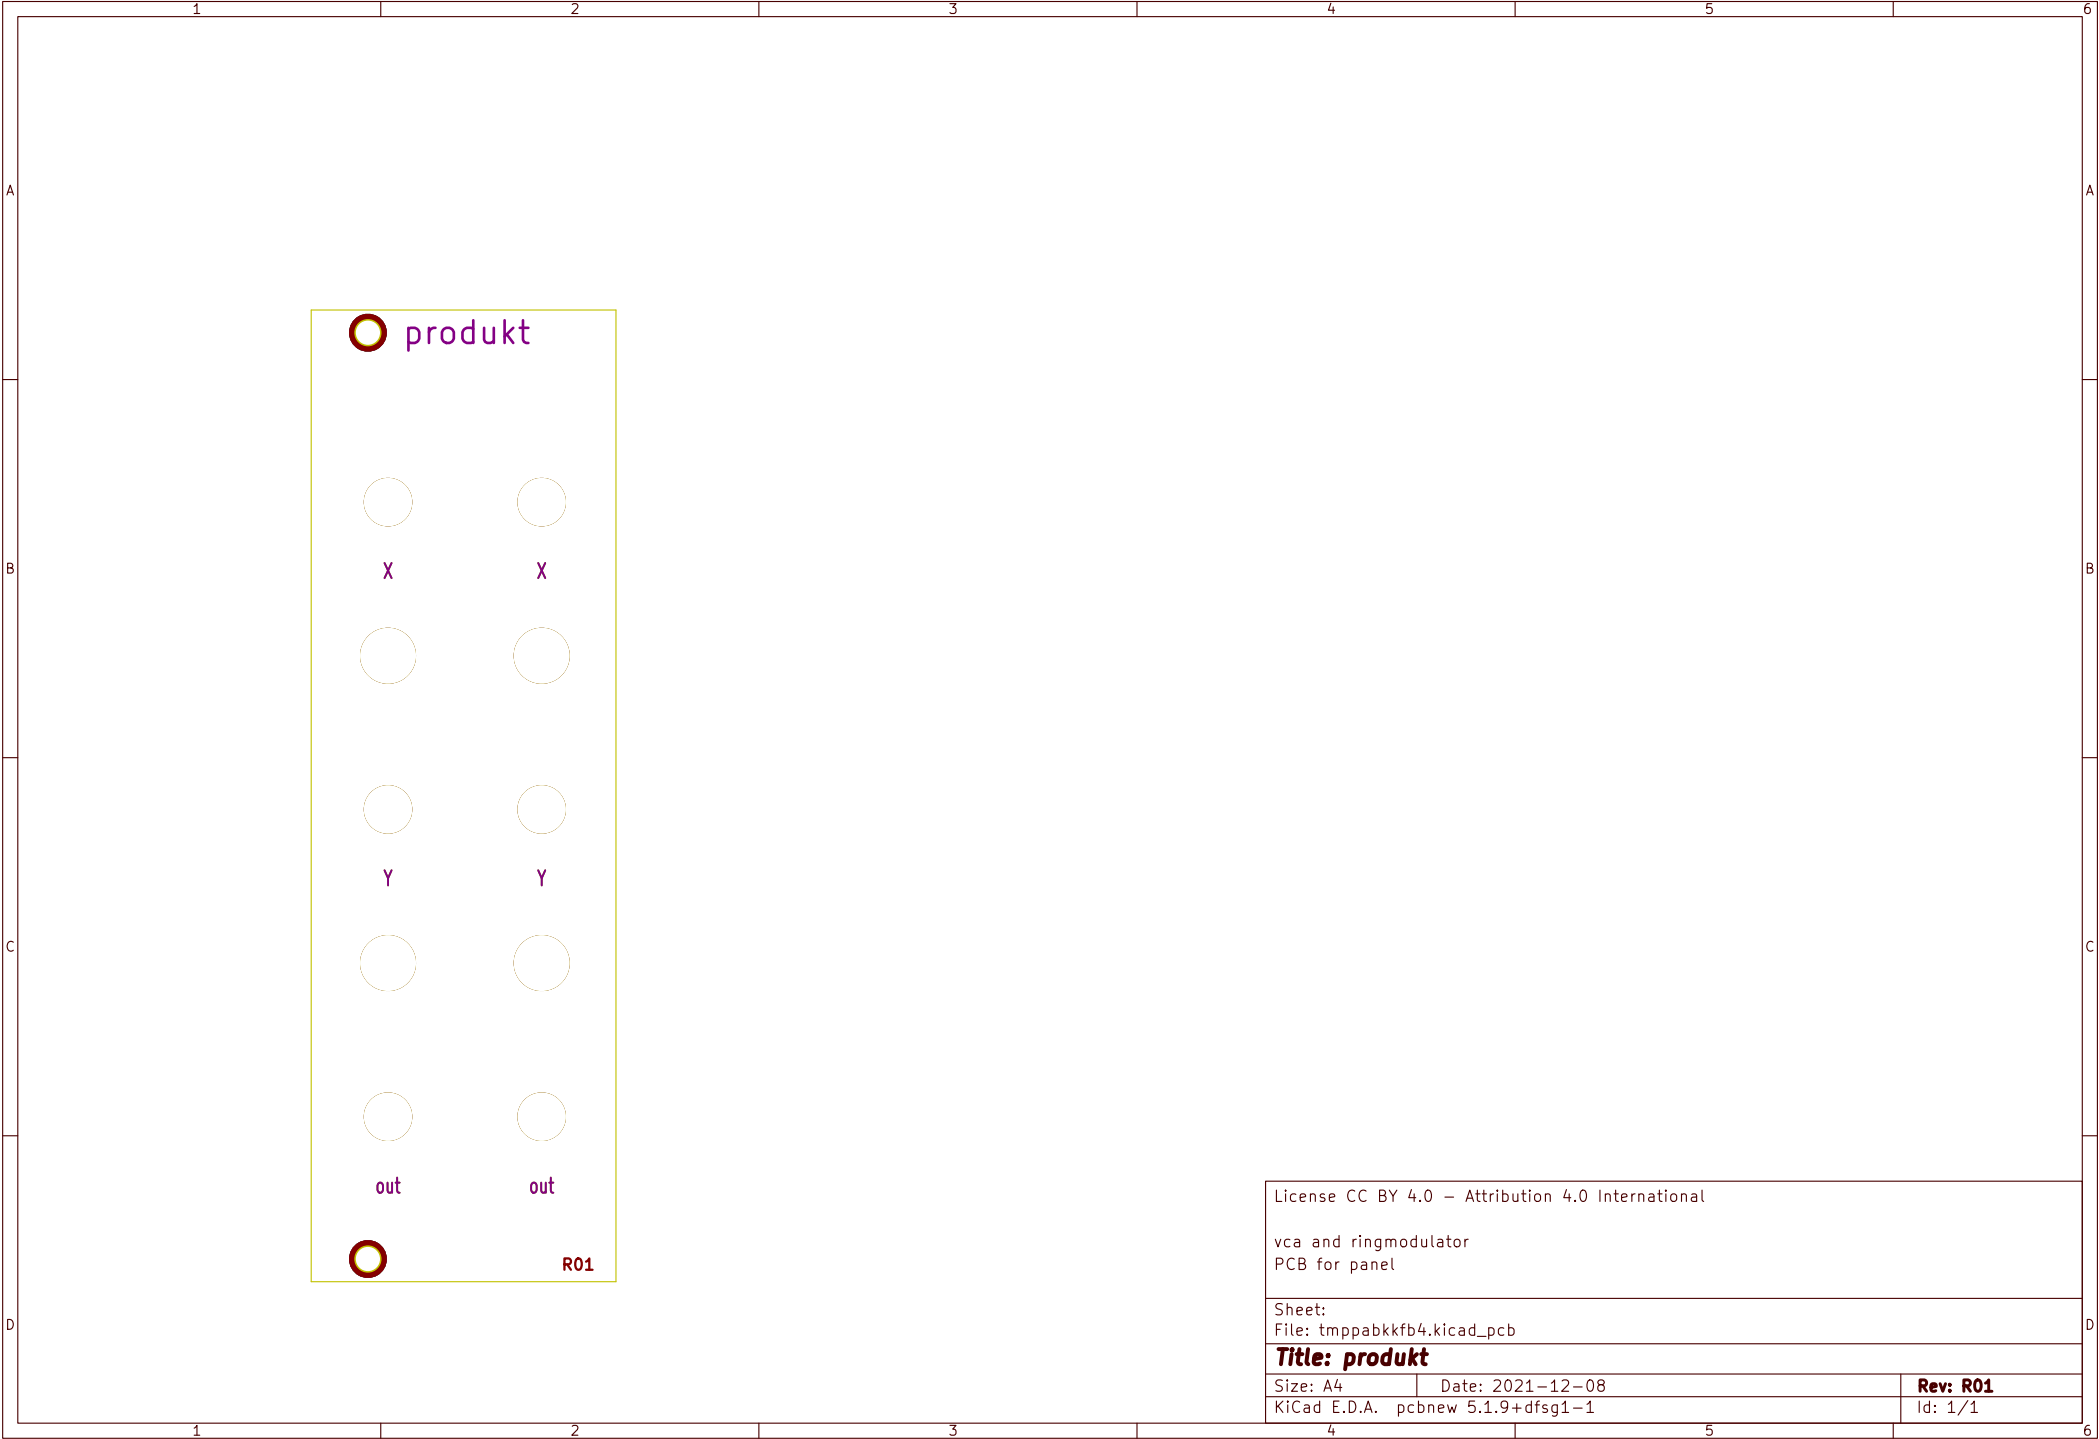 1 2 3 4 5 6
A A
produkt
X X
B B
Y Y
C C
out out
License CC BY 4.0 – Attribution 4.0 International
vca and ringmodulator
PCB for panel
R01
Sheet:
File: tmppabkkfb4.kicad_pcb
D D
Title: produkt
Size: A4 Date: 2021-12-08 Rev: R01
KiCad E.D.A. pcbnew 5.1.9+dfsg1-1 Id: 1/1
1 2 3 4 5 6